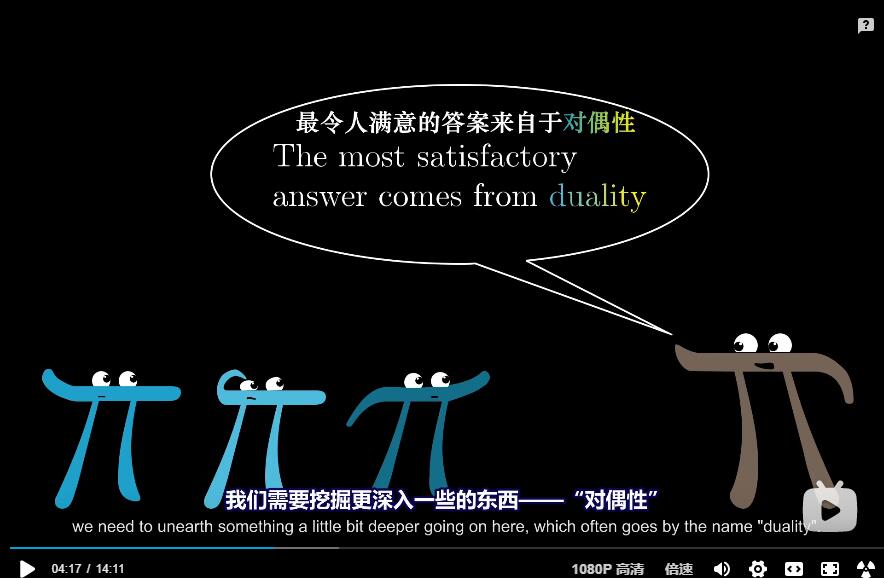 最令人满意的答案来自于对偶性
The most satisfactory
answer comes from duality
我们需要挖掘更深入一些的东西——“对偶性”
we need to unearth something a little bit deeper going on here, which often goes by the name "duality".
04:17 / 14:11
1080P 高清
倍速